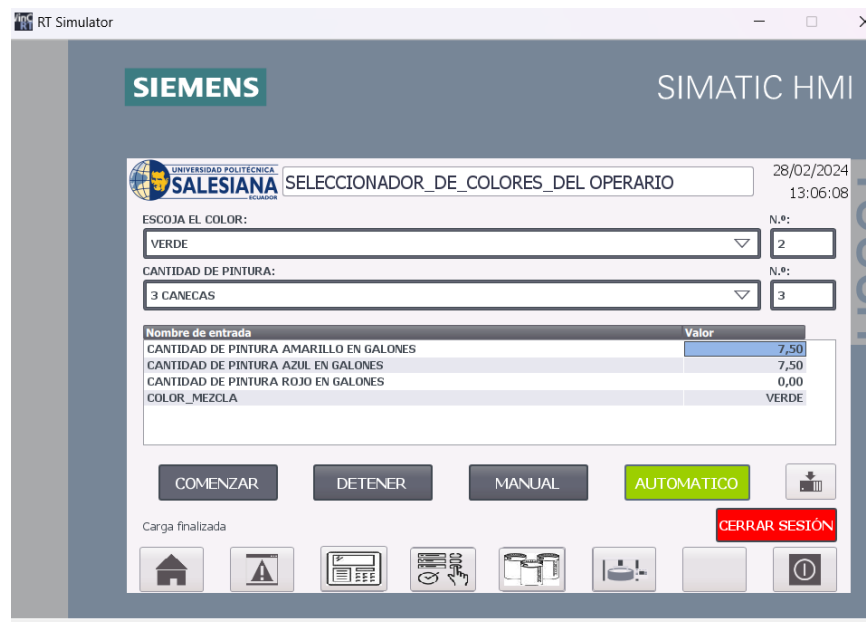 RT Simulator
SIEMENS
SIMATIC HMI
UNIVERSIDAD POLITÉCNICA
SALESIANA
ECUADOR
SELECCIONADOR_DE_COLORES_DEL OPERARIO
28/02/2024
13:06:08
ESCOJA EL COLOR:
N.º:
VERDE
2
CANTIDAD DE PINTURA:
N.º:
3 CANECAS
3
Nombre de entrada Valor
CANTIDAD DE PINTURA AMARILLO EN GALONES 7,50
CANTIDAD DE PINTURA AZUL EN GALONES 7,50
CANTIDAD DE PINTURA ROJO EN GALONES 0,00
COLOR_MEZCLA VERDE
COMENZAR
DETENER
MANUAL
AUTOMATICO
Carga finalizada
CERRAR SESIÓN